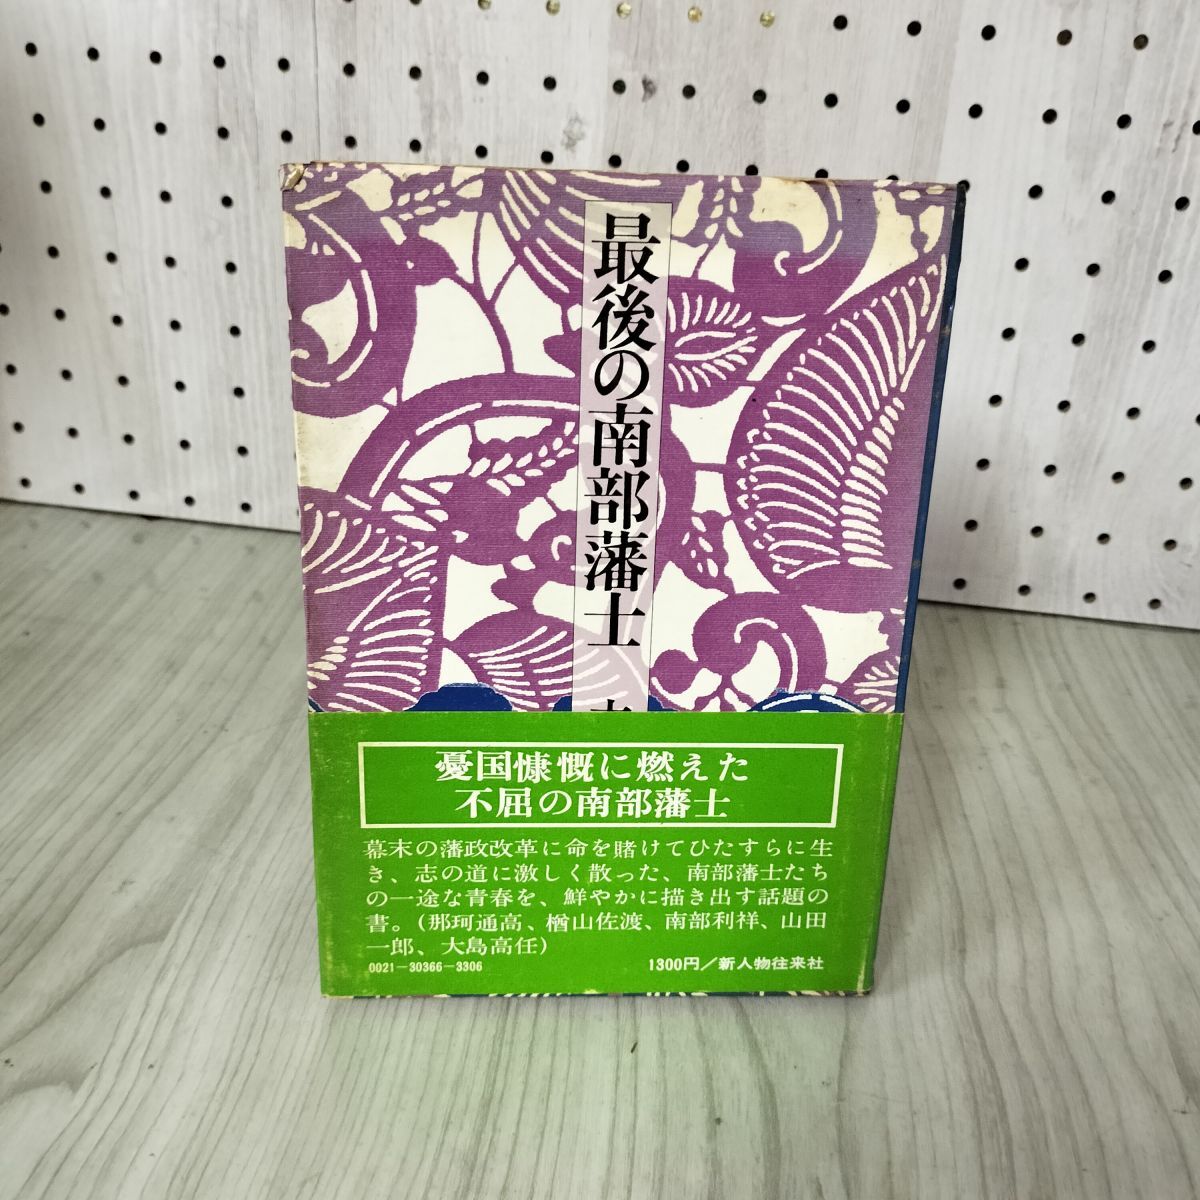 最後の南部藩士
憂国慷慨に燃えた
不屈の南部藩士
幕末の藩政改革に命を賭けてひたすらに生
き、志の道に激しく散った、南部藩士たち
の一途な青春を、鮮やかに描き出す話題の
書。(那珂通高、楢山佐渡、南部利祥、山田
一郎、大島高任)
0021-30366-3306
1300円/新人物往来社